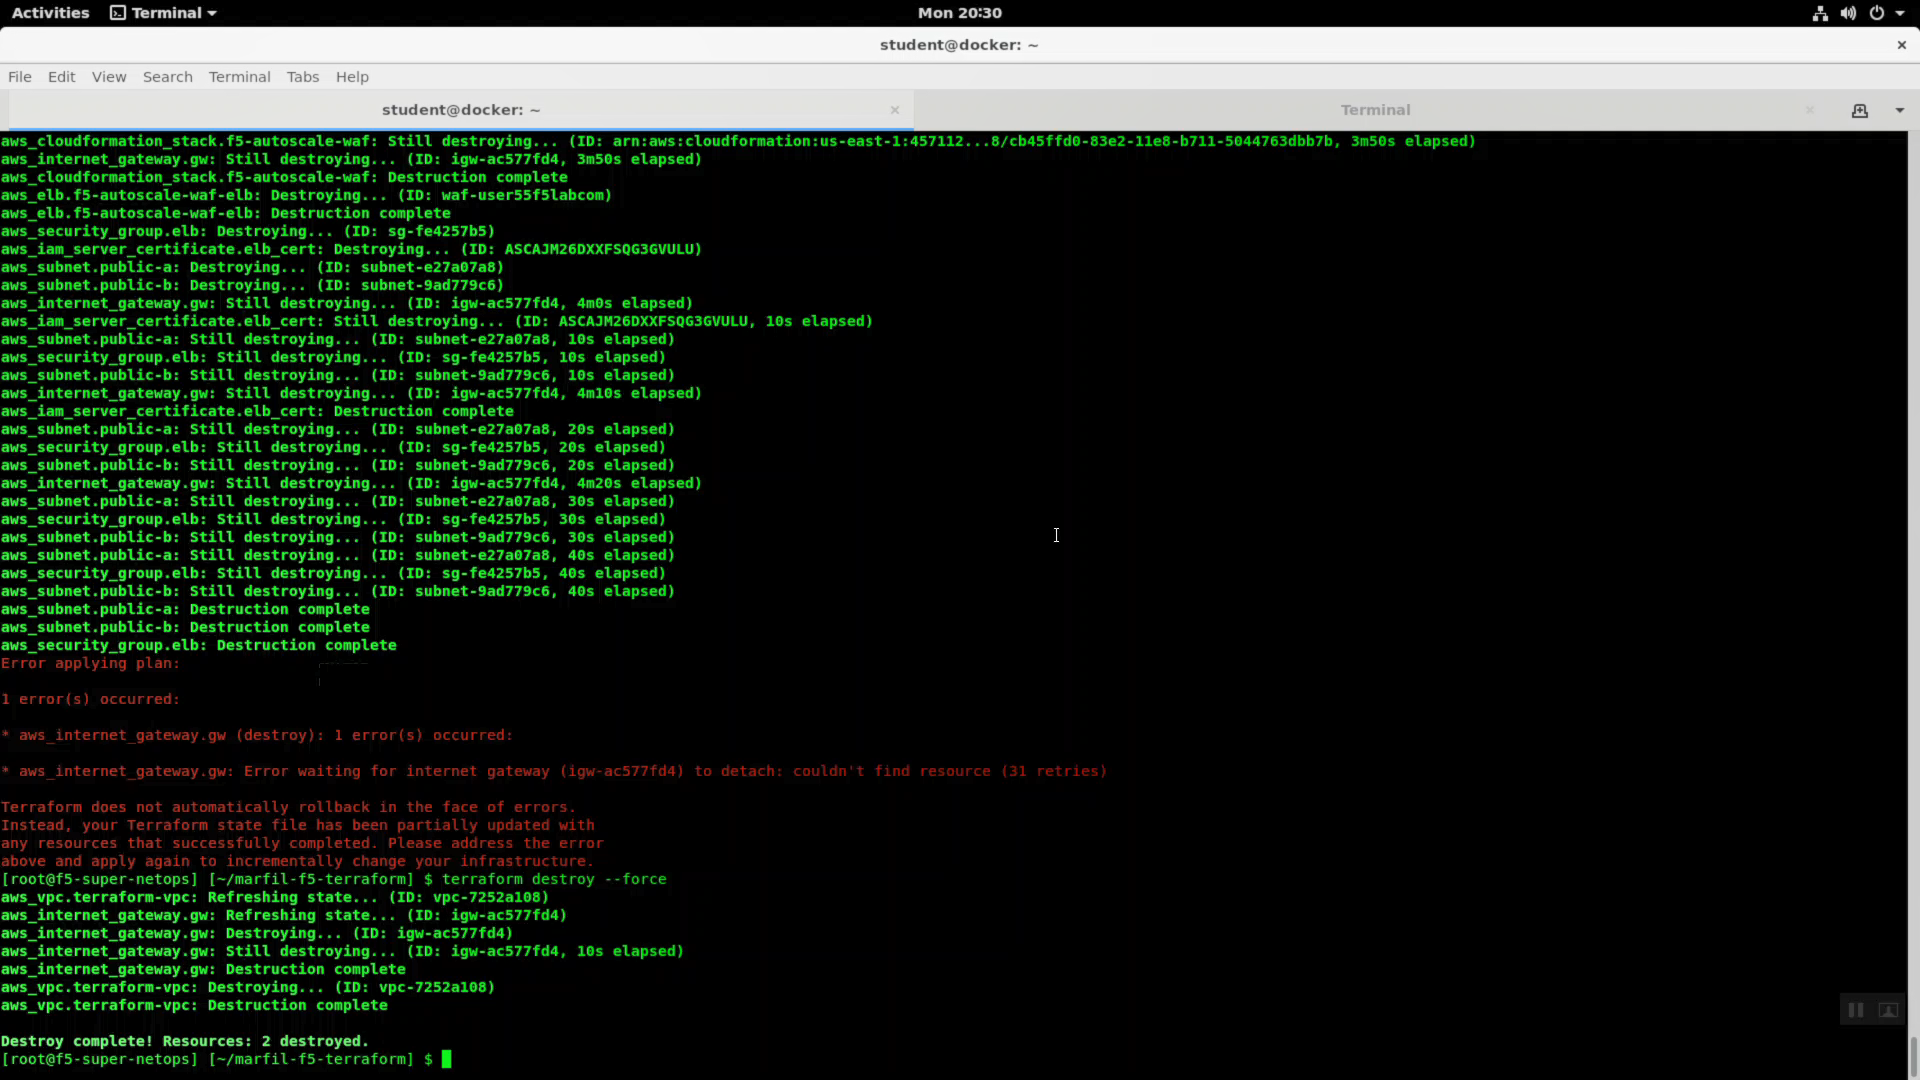 Activities Terminal Mon 20:30
student@docker: ~
File Edit View Search Terminal Tabs Help
student@docker: ~ Terminal
aws_cloudformation_stack.f5-autoscale-waf: Still destroying... (ID: arn:aws:cloudformation:us-east-1:457112...8/cb45ffd0-83e2-11e8-b711-5044763dbb7b, 3m50s elapsed)
aws_internet_gateway.gw: Still destroying... (ID: igw-ac577fd4, 3m50s elapsed)
aws_cloudformation_stack.f5-autoscale-waf: Destruction complete
aws_elb.f5-autoscale-waf-elb: Destroying... (ID: waf-user55f5labcom)
aws_elb.f5-autoscale-waf-elb: Destruction complete
aws_security_group.elb: Destroying... (ID: sg-fe4257b5)
aws_iam_server_certificate.elb_cert: Destroying... (ID: ASCAJM26DXXFSQG3GVULU)
aws_subnet.public-a: Destroying... (ID: subnet-e27a07a8)
aws_subnet.public-b: Destroying... (ID: subnet-9ad779c6)
aws_internet_gateway.gw: Still destroying... (ID: igw-ac577fd4, 4m0s elapsed)
aws_iam_server_certificate.elb_cert: Still destroying... (ID: ASCAJM26DXXFSQG3GVULU, 10s elapsed)
aws_subnet.public-a: Still destroying... (ID: subnet-e27a07a8, 10s elapsed)
aws_security_group.elb: Still destroying... (ID: sg-fe4257b5, 10s elapsed)
aws_subnet.public-b: Still destroying... (ID: subnet-9ad779c6, 10s elapsed)
aws_internet_gateway.gw: Still destroying... (ID: igw-ac577fd4, 4m10s elapsed)
aws_iam_server_certificate.elb_cert: Destruction complete
aws_subnet.public-a: Still destroying... (ID: subnet-e27a07a8, 20s elapsed)
aws_security_group.elb: Still destroying... (ID: sg-fe4257b5, 20s elapsed)
aws_subnet.public-b: Still destroying... (ID: subnet-9ad779c6, 20s elapsed)
aws_internet_gateway.gw: Still destroying... (ID: igw-ac577fd4, 4m20s elapsed)
aws_subnet.public-a: Still destroying... (ID: subnet-e27a07a8, 30s elapsed)
aws_security_group.elb: Still destroying... (ID: sg-fe4257b5, 30s elapsed)
aws_subnet.public-b: Still destroying... (ID: subnet-9ad779c6, 30s elapsed)
aws_subnet.public-a: Still destroying... (ID: subnet-e27a07a8, 40s elapsed)
aws_security_group.elb: Still destroying... (ID: sg-fe4257b5, 40s elapsed)
aws_subnet.public-b: Still destroying... (ID: subnet-9ad779c6, 40s elapsed)
aws_subnet.public-a: Destruction complete
aws_subnet.public-b: Destruction complete
aws_security_group.elb: Destruction complete
Error applying plan:
1 error(s) occurred:
* aws_internet_gateway.gw (destroy): 1 error(s) occurred:
* aws_internet_gateway.gw: Error waiting for internet gateway (igw-ac577fd4) to detach: couldn't find resource (31 retries)
Terraform does not automatically rollback in the face of errors.
Instead, your Terraform state file has been partially updated with
any resources that successfully completed. Please address the error
above and apply again to incrementally change your infrastructure.
[root@f5-super-netops] [~/marfil-f5-terraform] $ terraform destroy --force
aws_vpc.terraform-vpc: Refreshing state... (ID: vpc-7252a108)
aws_internet_gateway.gw: Refreshing state... (ID: igw-ac577fd4)
aws_internet_gateway.gw: Destroying... (ID: igw-ac577fd4)
aws_internet_gateway.gw: Still destroying... (ID: igw-ac577fd4, 10s elapsed)
aws_internet_gateway.gw: Destruction complete
aws_vpc.terraform-vpc: Destroying... (ID: vpc-7252a108)
aws_vpc.terraform-vpc: Destruction complete
Destroy complete! Resources: 2 destroyed.
[root@f5-super-netops] [~/marfil-f5-terraform] $